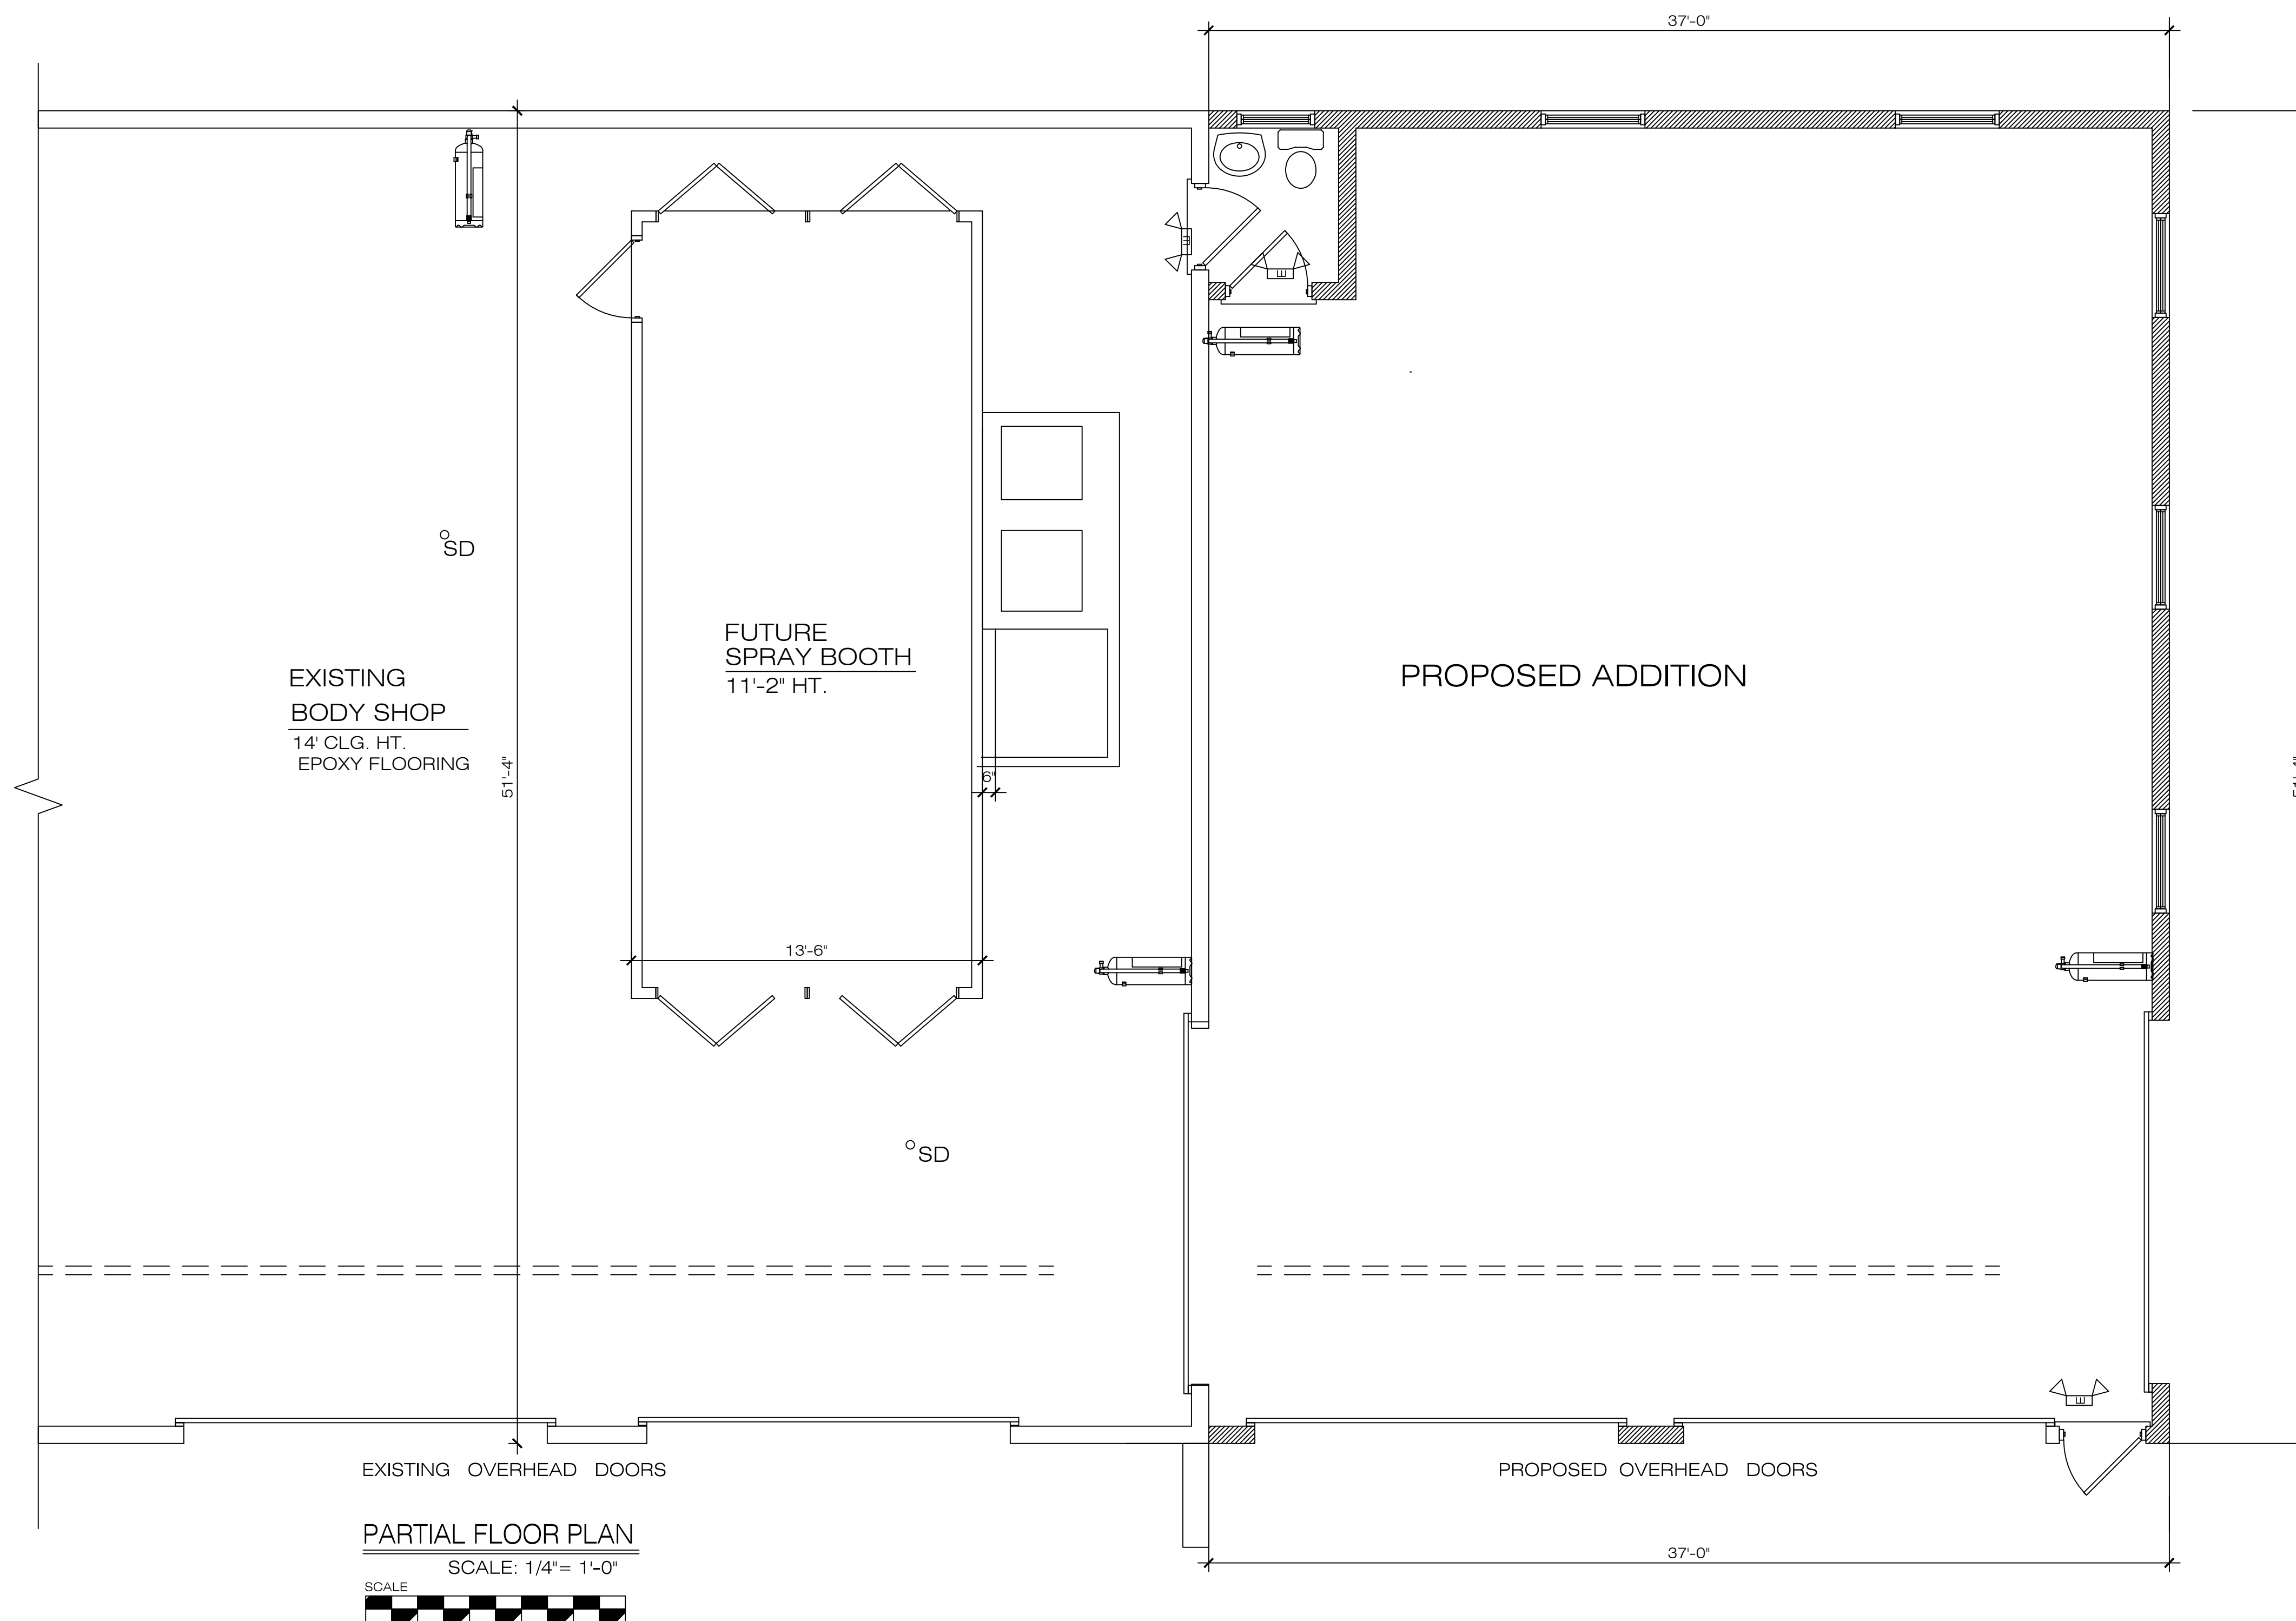 37'-0"
SD
FUTURE
SPRAY BOOTH
11'-2" HT.
EXISTING
BODY SHOP
14' CLG. HT.
EPOXY FLOORING
51'-4"
6"
PROPOSED ADDITION
13'-6"
SD
EXISTING OVERHEAD DOORS
PROPOSED OVERHEAD DOORS
PARTIAL FLOOR PLAN
SCALE: 1/4"= 1'-0"
SCALE
37'-0"